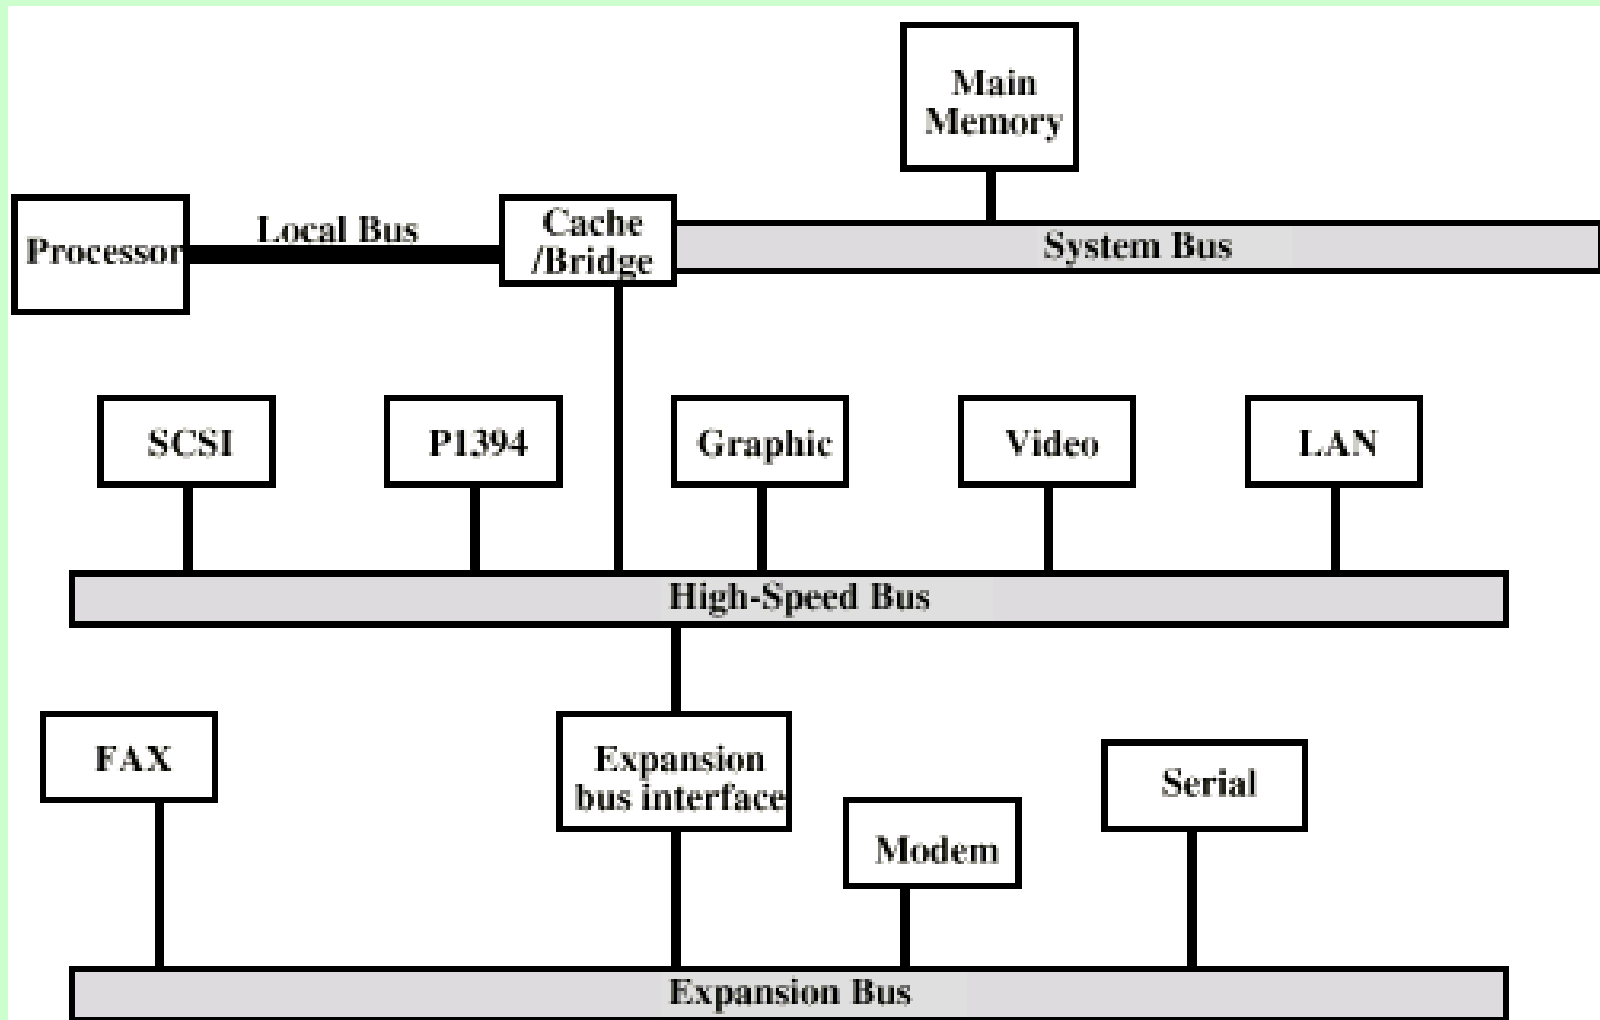 Main
Memory
Processor
Local Bus
Cache
/Bridge
System Bus
SCSI
P1394
Graphic
Video
LAN
High-Speed Bus
FAX
Expansion
bus interface
Modem
Serial
Expansion Bus